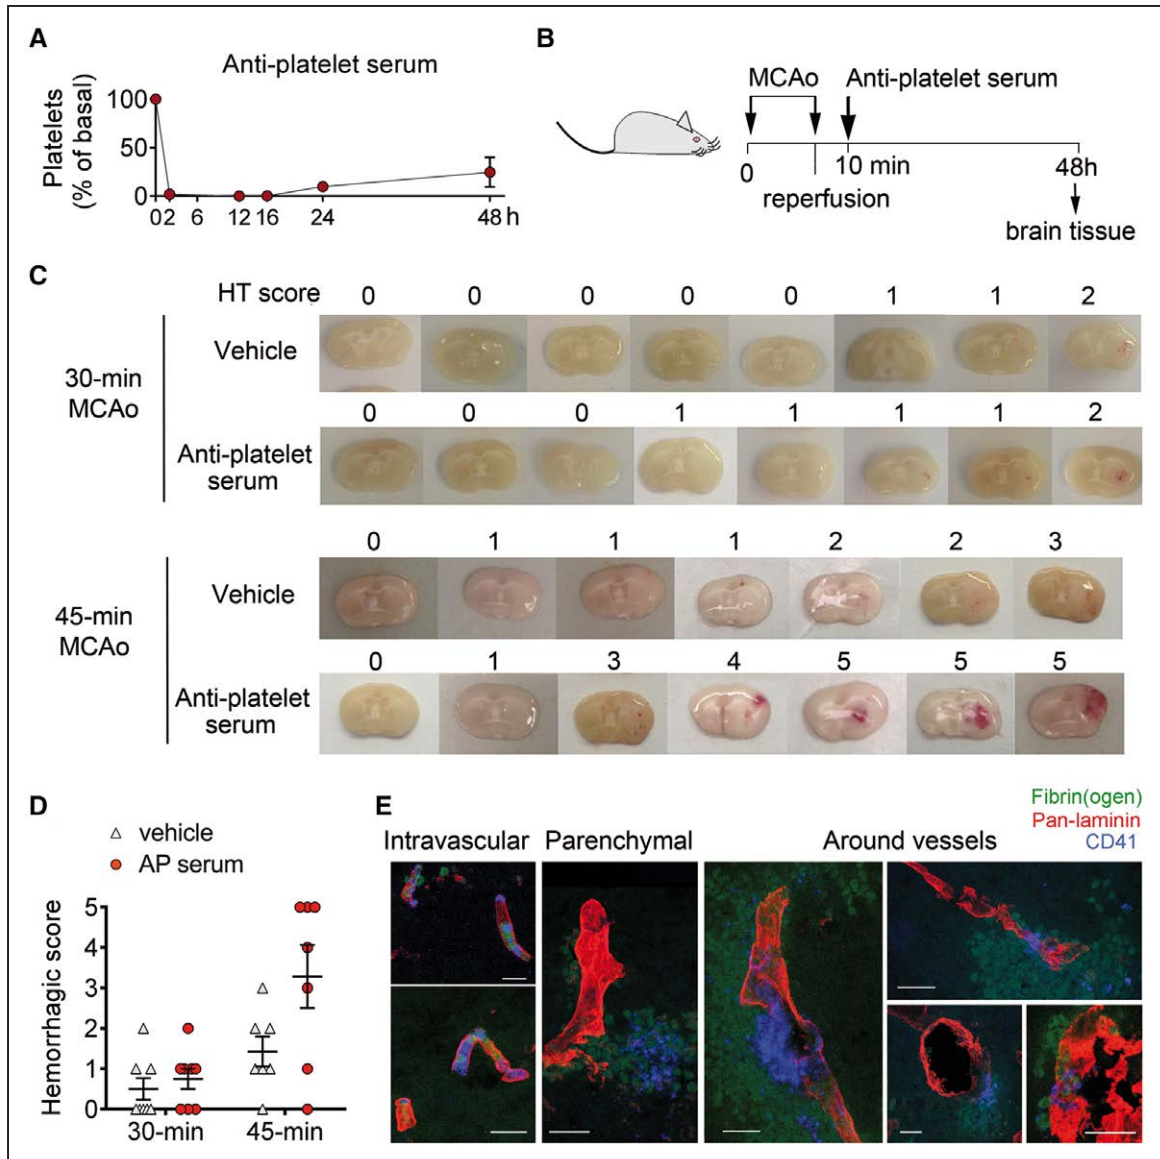 A
Anti-platelet serum
Platelets
(% of basal)
100
50
0
0 2 6 12 16 24 48 h
B
MCAo Anti-platelet serum
0 10 min 48h
reperfusion
brain tissue
C
HT score 0 0 0 0 0 1 1 2
30-min
MCAo
Vehicle
0 0 0 1 1 1 1 2
Anti-platelet
serum
45-min
MCAo
0 1 1 1 2 2 3
Vehicle
0 1 3 4 5 5 5
Anti-platelet
serum
D
vehicle
AP serum
Hemorrhagic score
5
4
3
2
1
0
30-min 45-min
E
Fibrin(ogen)
Pan-laminin
CD41
Intravascular Parenchymal Around vessels